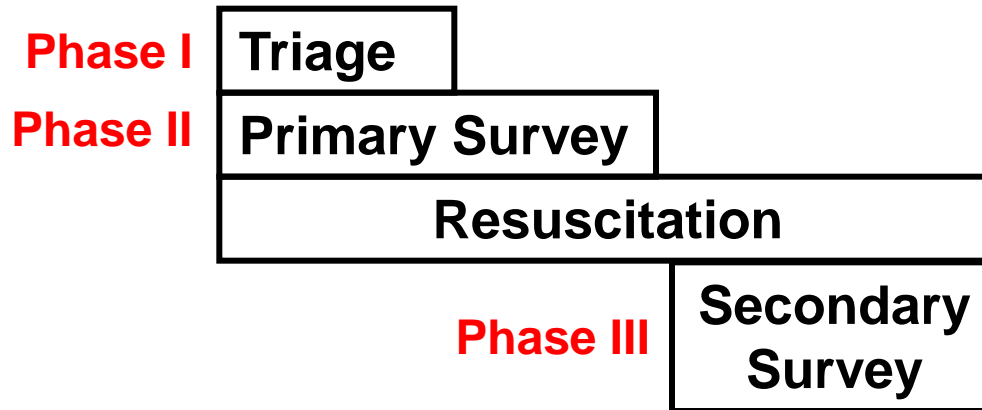 Phase I Triage
Phase II Primary Survey
Resuscitation
Phase III Secondary
Survey